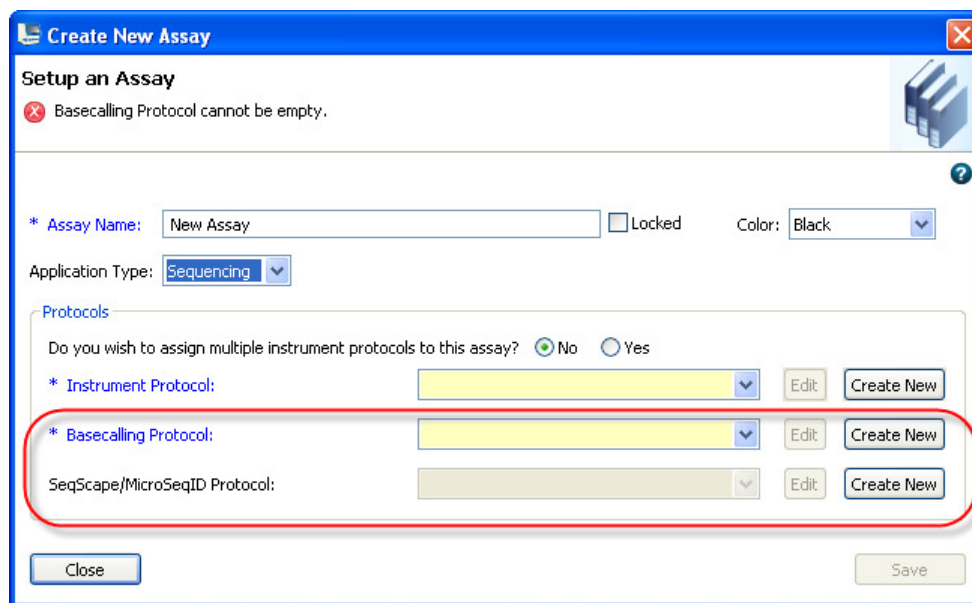 Create New Assay
Setup an Assay
Basecalling Protocol cannot be empty.
* Assay Name: New Assay Locked Color: Black
Application Type: Sequencing
Protocols
Do you wish to assign multiple instrument protocols to this assay? No Yes
* Instrument Protocol: Edit Create New
* Basecalling Protocol: Edit Create New
SeqScape/MicroSeqID Protocol: Edit Create New
Close Save